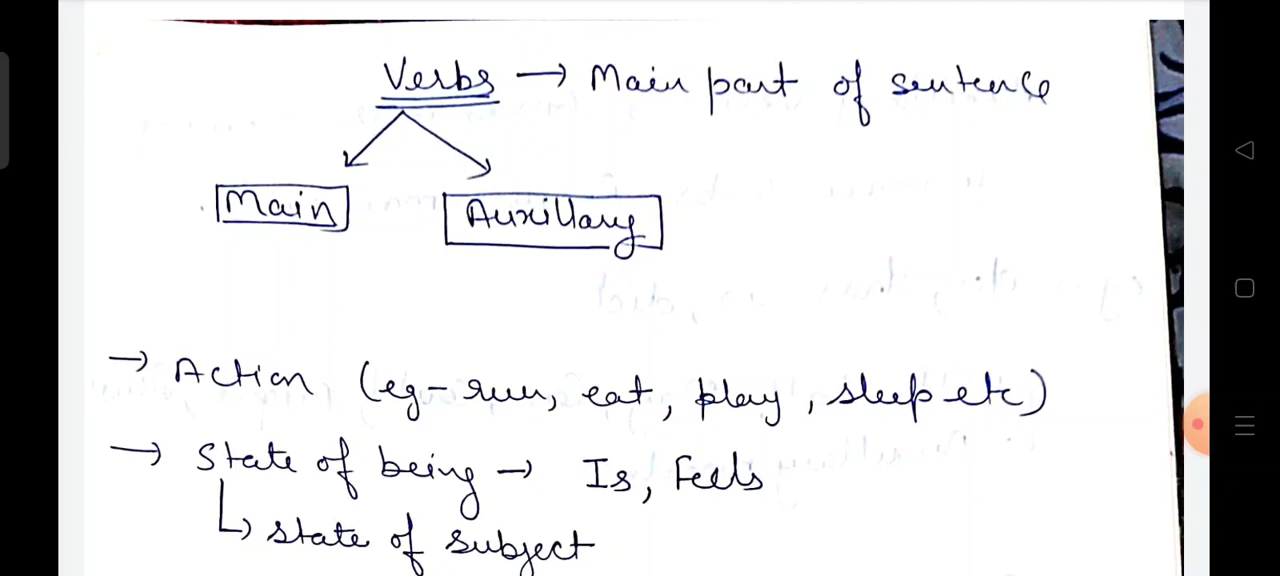 Verbs → Main part of sentence
Main
Auxillary
→ Action (eg - run, eat, play, sleep etc)
→ State of being → Is, Feels
↳ state of subject